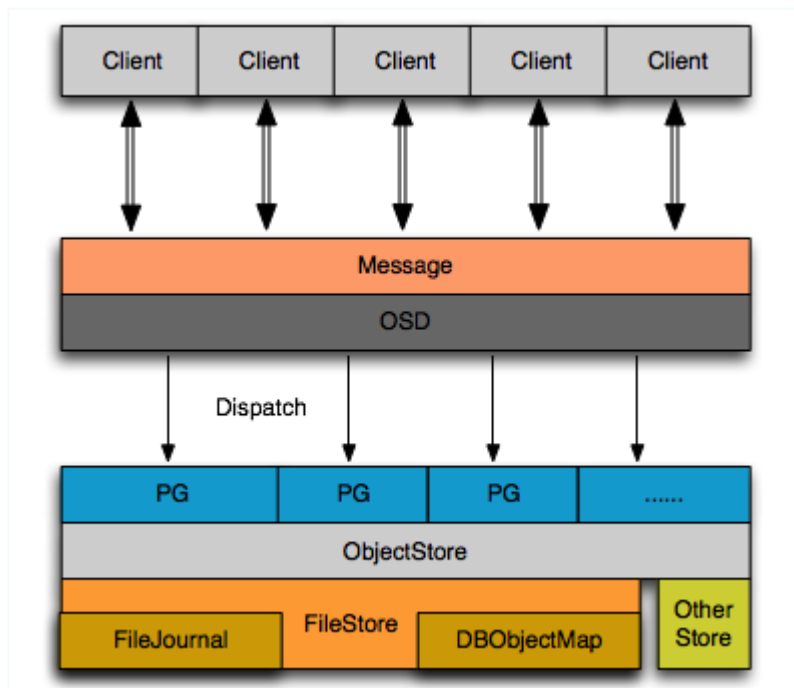 Client Client Client Client Client
Message
OSD
Dispatch
PG PG PG ......
ObjectStore
FileStore
Other
Store
FileJournal DBObjectMap